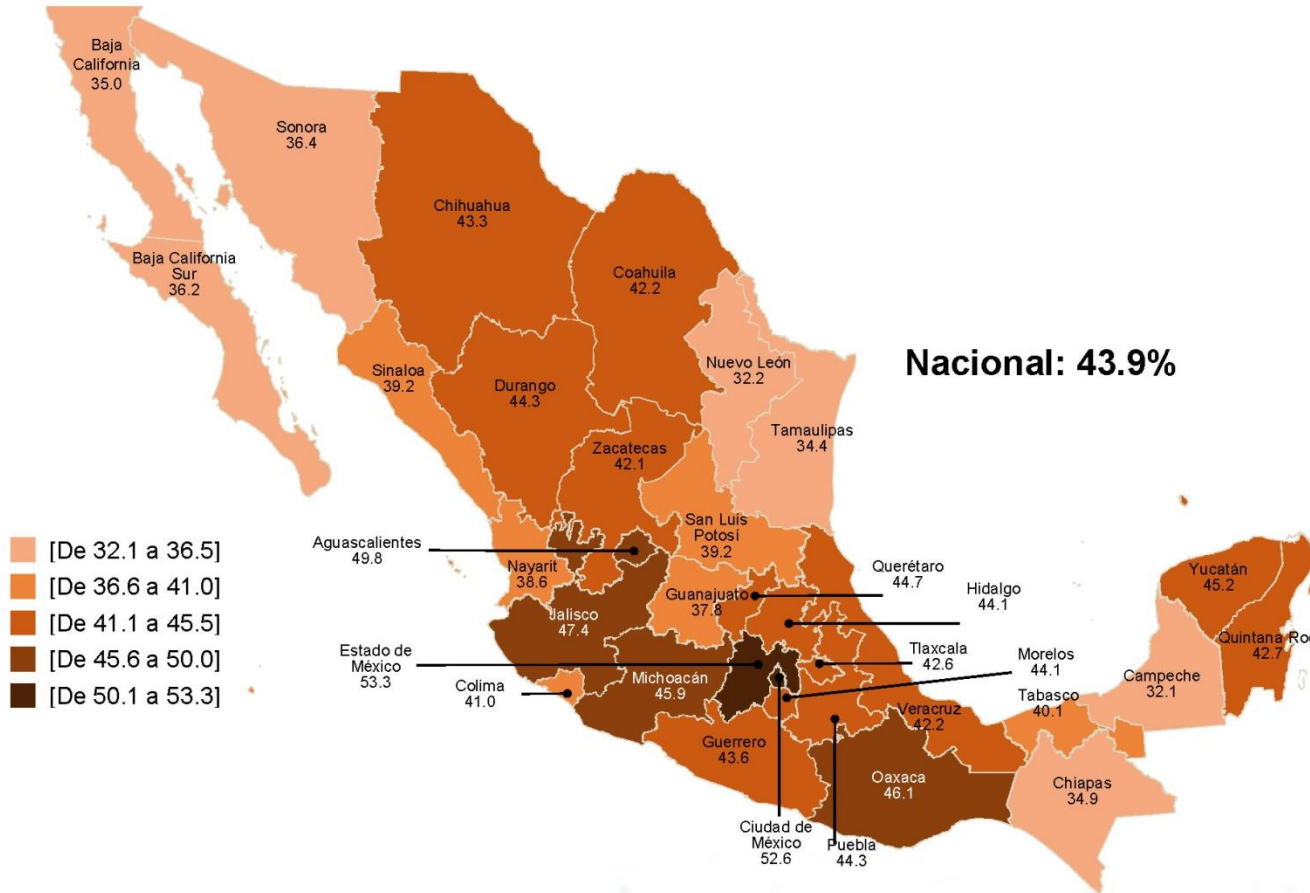 Baja
California
35.0
Sonora
36.4
Chihuahua
43.3
Coahuila
42.2
Baja California
Sur
36.2
Nuevo León
32.2
Nacional: 43.9%
Sinaloa
39.2
Durango
44.3
Tamaulipas
34.4
Zacatecas
42.1
San Luis
Potosí
39.2
Aguascalientes
49.8
Nayarit
38.6
Guanajuato
37.8
Querétaro
44.7
Hidalgo
44.1
Yucatán
45.2
Quintana Roo
42.7
Jalisco
47.4
Estado de
México
53.3
Colima
41.0
Michoacán
45.9
Tlaxcala
42.6
Morelos
44.1
Campeche
32.1
Tabasco
40.1
Veracruz
42.2
Guerrero
43.6
Oaxaca
46.1
Chiapas
34.9
Ciudad de
México
52.6
Puebla
44.3
[De 32.1 a 36.5]
[De 36.6 a 41.0]
[De 41.1 a 45.5]
[De 45.6 a 50.0]
[De 50.1 a 53.3]